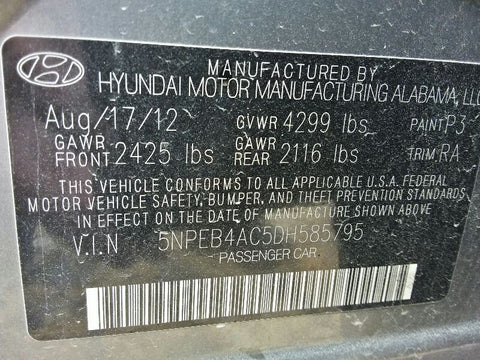 MANUFACTURED BY
HYUNDAI MOTOR MANUFACTURING ALABAMA, LLC
Aug/17/12 GVWR 4299 lbs PAINT P3
GAWR FRONT 2425 lbs GAWR REAR 2116 lbs TRIM RA
THIS VEHICLE CONFORMS TO ALL APPLICABLE U.S.A. FEDERAL
MOTOR VEHICLE SAFETY, BUMPER, AND THEFT PREVENTION
STANDARDS IN EFFECT ON THE DATE OF MANUFACTURE SHOWN ABOVE
V.I.N 5NPEB4AC5DH585795
PASSENGER CAR